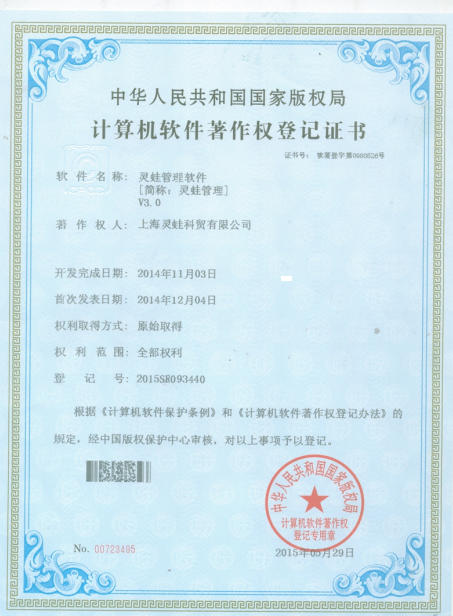 中华人民共和国国家版权局
计算机软件著作权登记证书
证书号: 软著登字第0980526号
软件名称: 灵蛙管理软件
[简称: 灵蛙管理]
V3.0
著作权人: 上海灵蛙科贸有限公司
开发完成日期: 2014年11月03日
首次发表日期: 2014年12月04日
权利取得方式: 原始取得
权利范围: 全部权利
登记号: 2015SR093440
根据《计算机软件保护条例》和《计算机软件著作权登记办法》的
规定，经中国版权保护中心审核，对以上事项予以登记。
中华人民共和国国家版权局
计算机软件著作权
登记专用章
No. 00723495
2015年05月29日